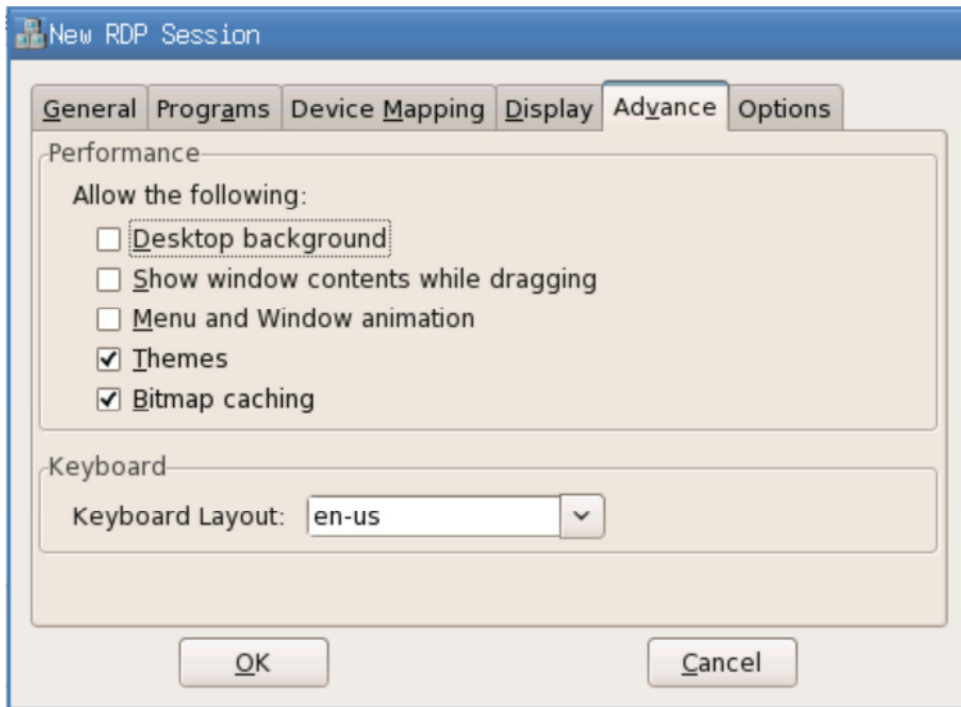 New RDP Session
General Programs Device Mapping Display Advance Options
Performance
Allow the following:
Desktop background
Show window contents while dragging
Menu and Window animation
Themes
Bitmap caching
Keyboard
Keyboard Layout: en-us
OK Cancel